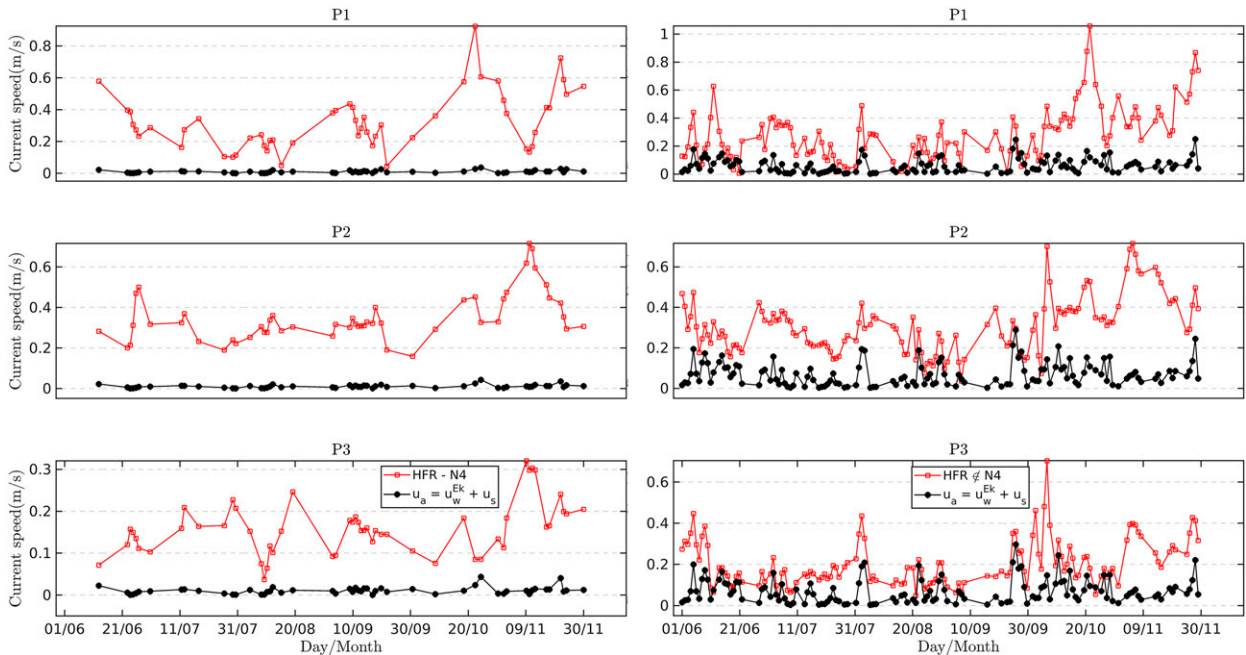 P1
Current speed(m/s)
0.8
0.6
0.4
0.2
0
P1
1
0.8
0.6
0.4
0.2
0
P2
Current speed(m/s)
0.6
0.4
0.2
0
P2
0.6
0.4
0.2
0
P3
Current speed(m/s)
0.3
0.2
0.1
0
HFR - N4
u_a = u_w^Ek + u_s
01/06 21/06 11/07 31/07 20/08 10/09 30/09 20/10 09/11 30/11
Day/Month
P3
0.6
0.4
0.2
0
HFR ∉ N4
u_a = u_w^Ek + u_s
01/06 21/06 11/07 31/07 20/08 10/09 30/09 20/10 09/11 30/11
Day/Month